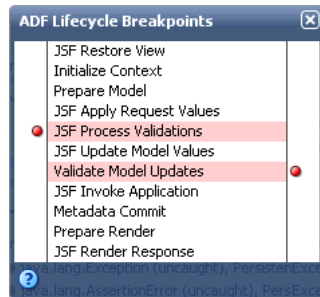 ADF Lifecycle Breakpoints
JSF Restore View
Initialize Context
Prepare Model
JSF Apply Request Values
JSF Process Validations
JSF Update Model Values
Validate Model Updates
JSF Invoke Application
Metadata Commit
Prepare Render
JSF Render Response
java.lang.Exception (uncaught), PersistenExce
java.lang.AssertionError (uncaught), PersExce
?